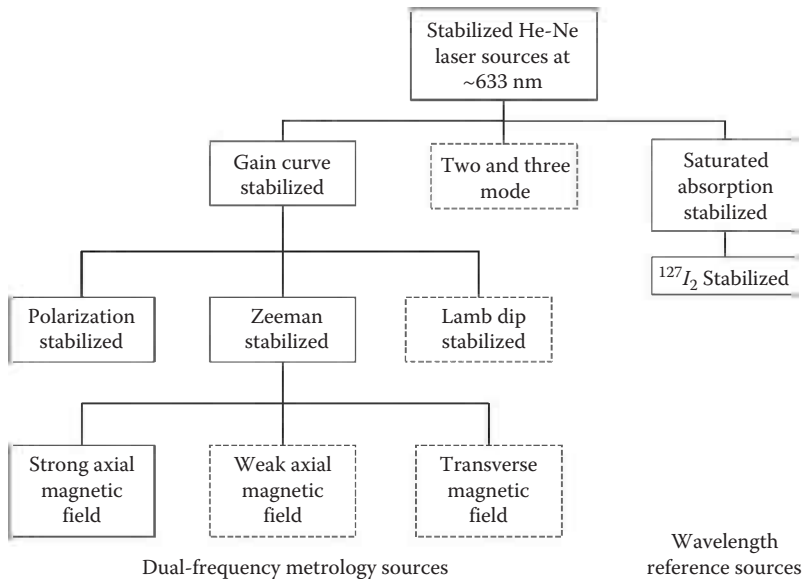 Stabilized He-Ne
laser sources at
~633 nm
Gain curve
stabilized
Two and three
mode
Saturated
absorption
stabilized
¹²⁷I₂ Stabilized
Polarization
stabilized
Zeeman
stabilized
Lamb dip
stabilized
Strong axial
magnetic
field
Weak axial
magnetic
field
Transverse
magnetic
field
Dual-frequency metrology sources
Wavelength
reference sources